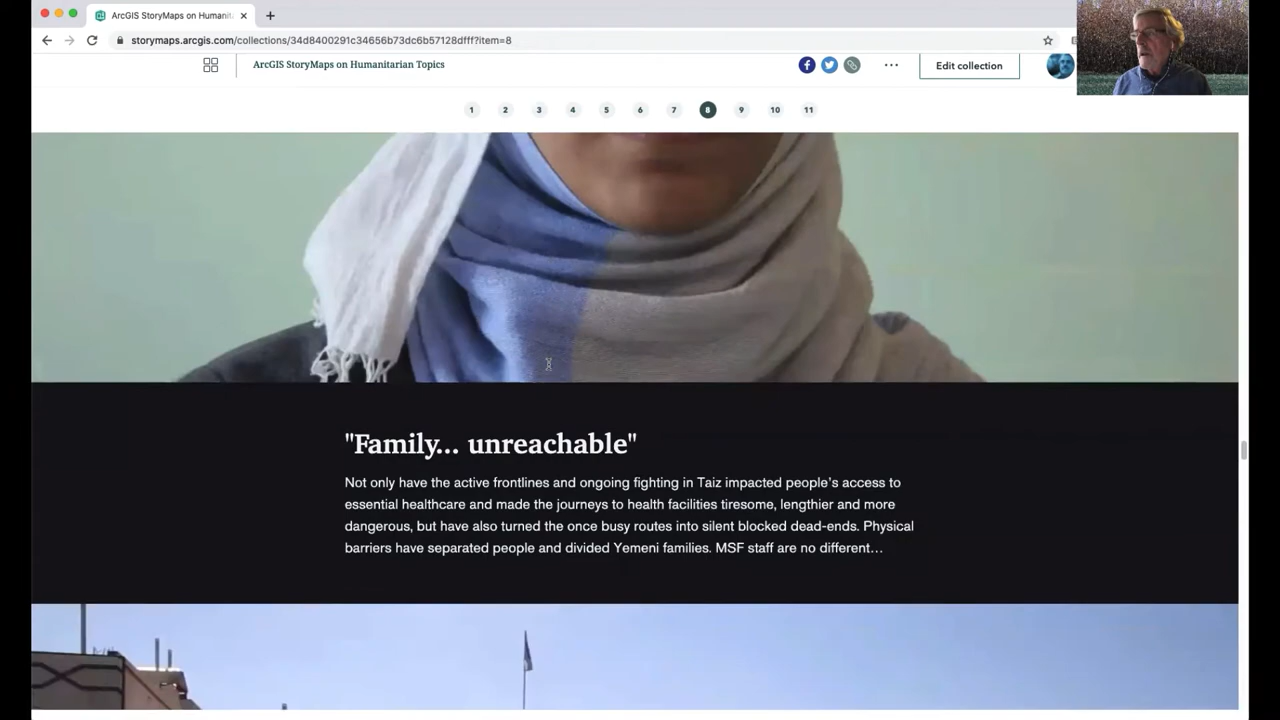 ArcGIS StoryMaps on Humanit
storymaps.arcgis.com/collections/34d8400291c34656b73dc6b57128dfff?item=8
ArcGIS StoryMaps on Humanitarian Topics
Edit collection
1 2 3 4 5 6 7 8 9 10 11
"Family... unreachable"
Not only have the active frontlines and ongoing fighting in Taiz impacted people's access to
essential healthcare and made the journeys to health facilities tiresome, lengthier and more
dangerous, but have also turned the once busy routes into silent blocked dead-ends. Physical
barriers have separated people and divided Yemeni families. MSF staff are no different...